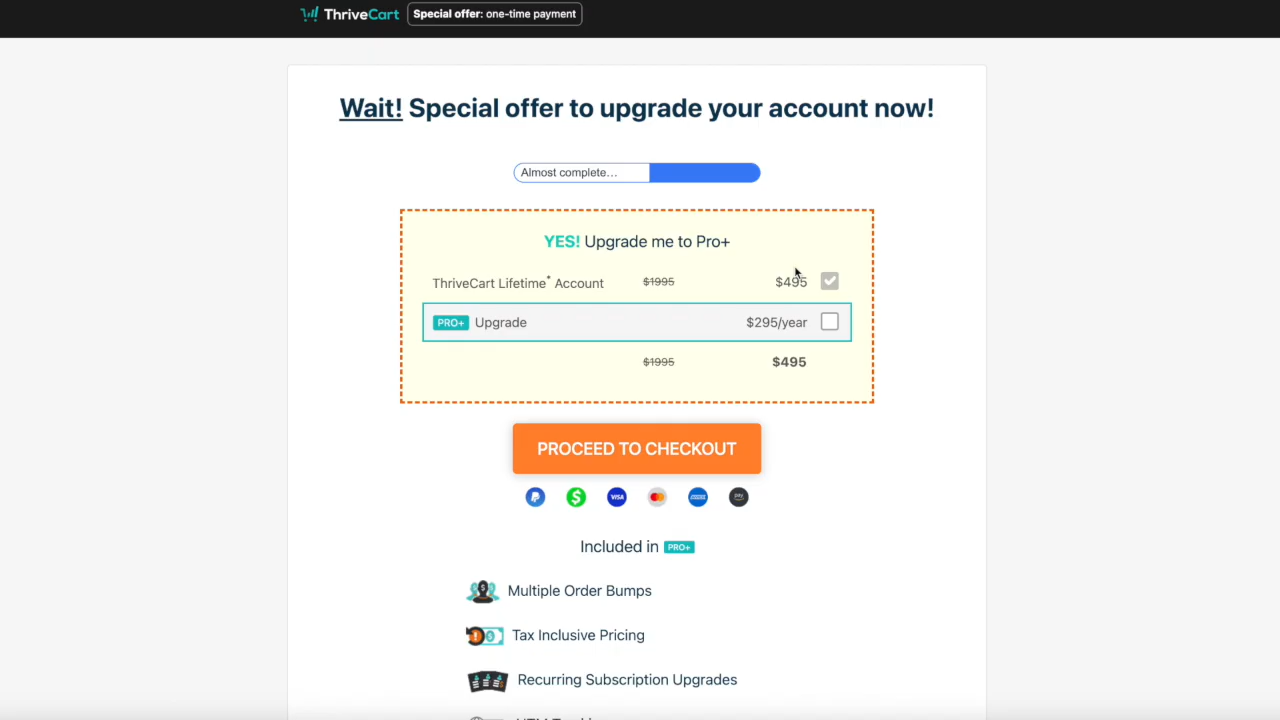 ThriveCart Special offer: one-time payment
Wait! Special offer to upgrade your account now!
Almost complete...
YES! Upgrade me to Pro+
ThriveCart Lifetime* Account $1995 $495
PRO+ Upgrade $295/year
$1995 $495
PROCEED TO CHECKOUT
VISA
Included in PRO+
Multiple Order Bumps
Tax Inclusive Pricing
Recurring Subscription Upgrades